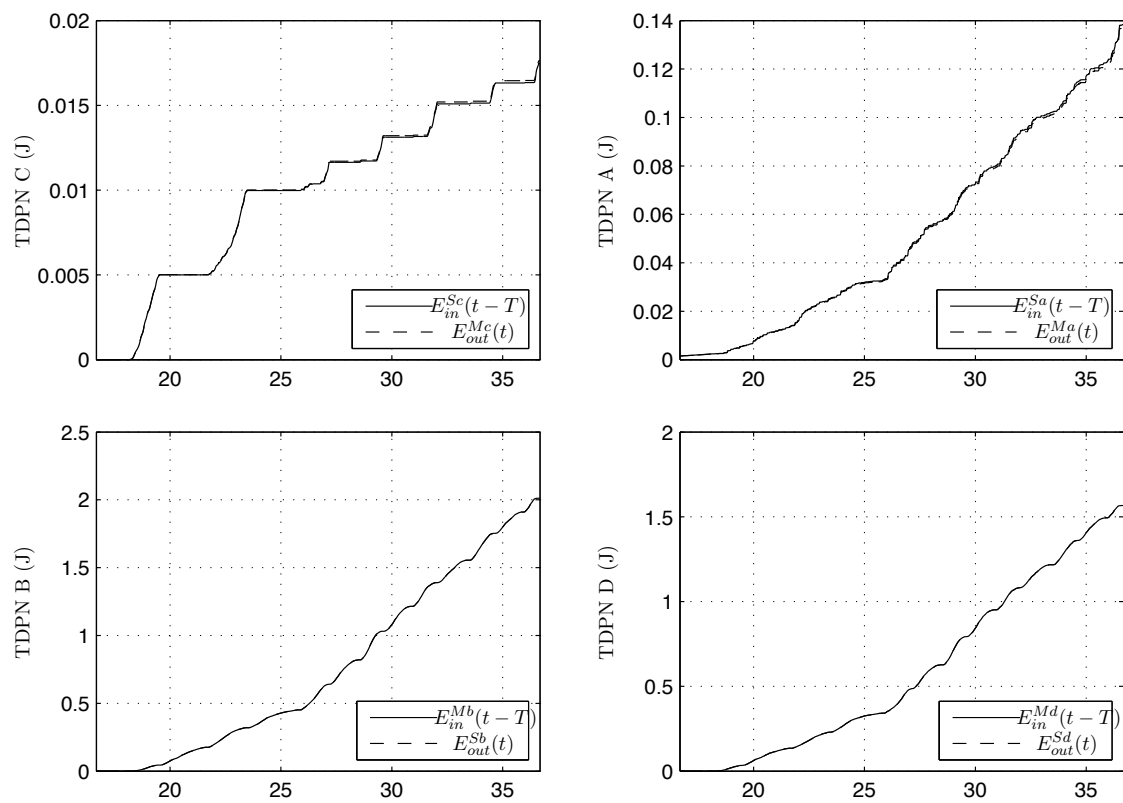 0.02
0.015
0.01
0.005
0
TDPN C (J)
20 25 30 35
E_{in}^{Sc}(t − T)
E_{out}^{Mc}(t)
0.14
0.12
0.1
0.08
0.06
0.04
0.02
0
TDPN A (J)
20 25 30 35
E_{in}^{Sa}(t − T)
E_{out}^{Ma}(t)
2.5
2
1.5
1
0.5
0
TDPN B (J)
20 25 30 35
E_{in}^{Mb}(t − T)
E_{out}^{Sb}(t)
2
1.5
1
0.5
0
TDPN D (J)
20 25 30 35
E_{in}^{Md}(t − T)
E_{out}^{Sd}(t)